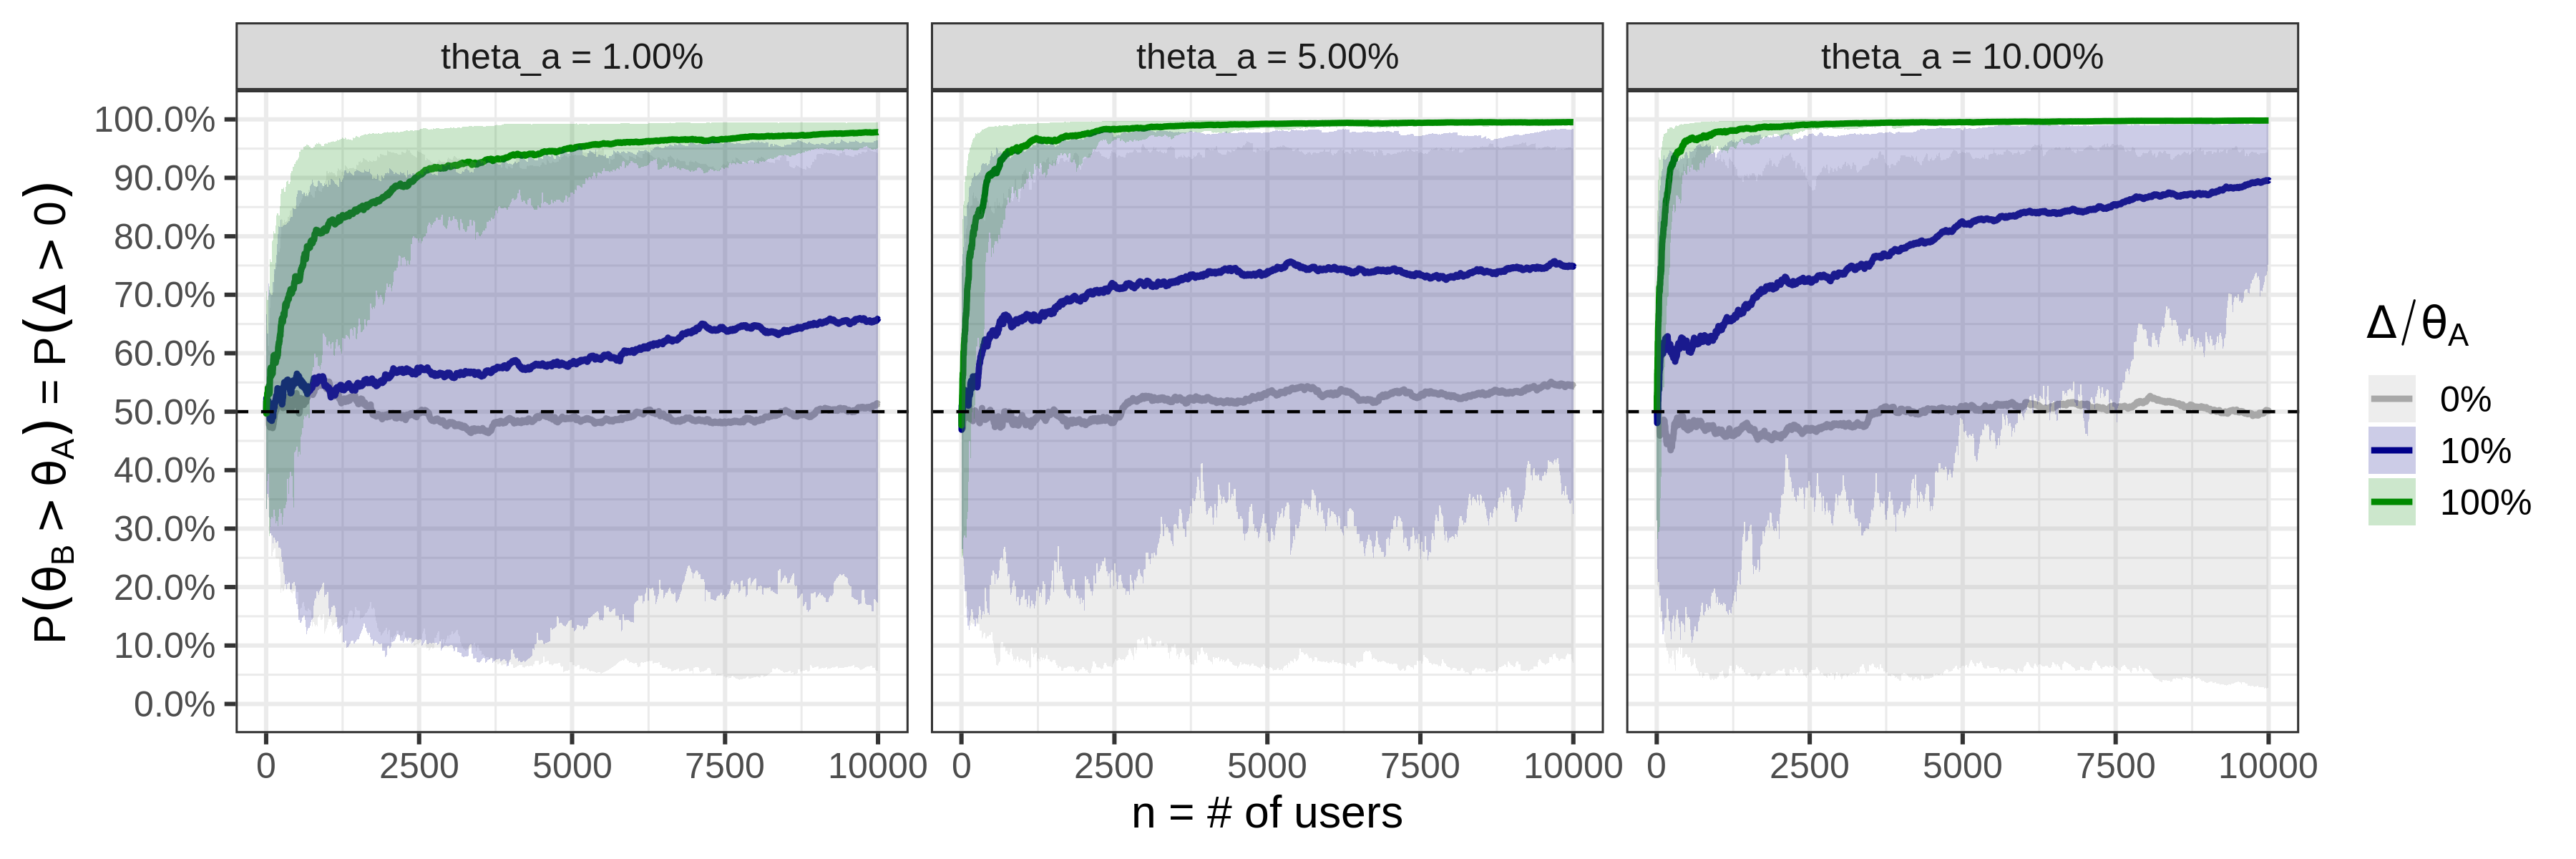 theta_a = 1.00% theta_a = 5.00% theta_a = 10.00%
P(θB > θA) = P(Δ > 0)
100.0%
90.0%
80.0%
70.0%
60.0%
50.0%
40.0%
30.0%
20.0%
10.0%
0.0%
0 2500 5000 7500 10000 0 2500 5000 7500 10000 0 2500 5000 7500 10000
n = # of users
Δ/θA
0%
10%
100%